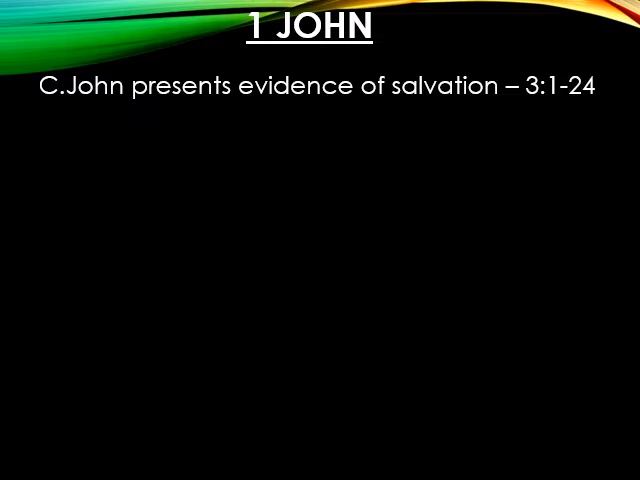 1 JOHN
C.John presents evidence of salvation – 3:1-24